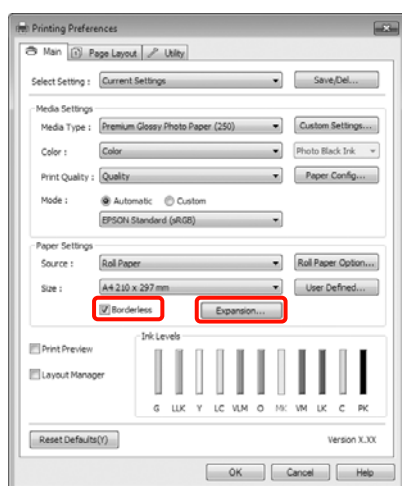 Printing Preferences
Main Page Layout Utility
Select Setting : Current Settings Save/Del...
Media Settings
Media Type : Premium Glossy Photo Paper (250) Custom Settings...
Color : Color Photo Black Ink
Print Quality : Quality Paper Config...
Mode : Automatic Custom
EPSON Standard (sRGB)
Paper Settings
Source : Roll Paper Roll Paper Option...
Size : A4 210 x 297 mm User Defined...
Borderless Expansion...
Ink Levels
Print Preview
Layout Manager
G LLK Y LC VLM O MK VM LK C PK
Reset Defaults(Y) Version X.XX
OK Cancel Help